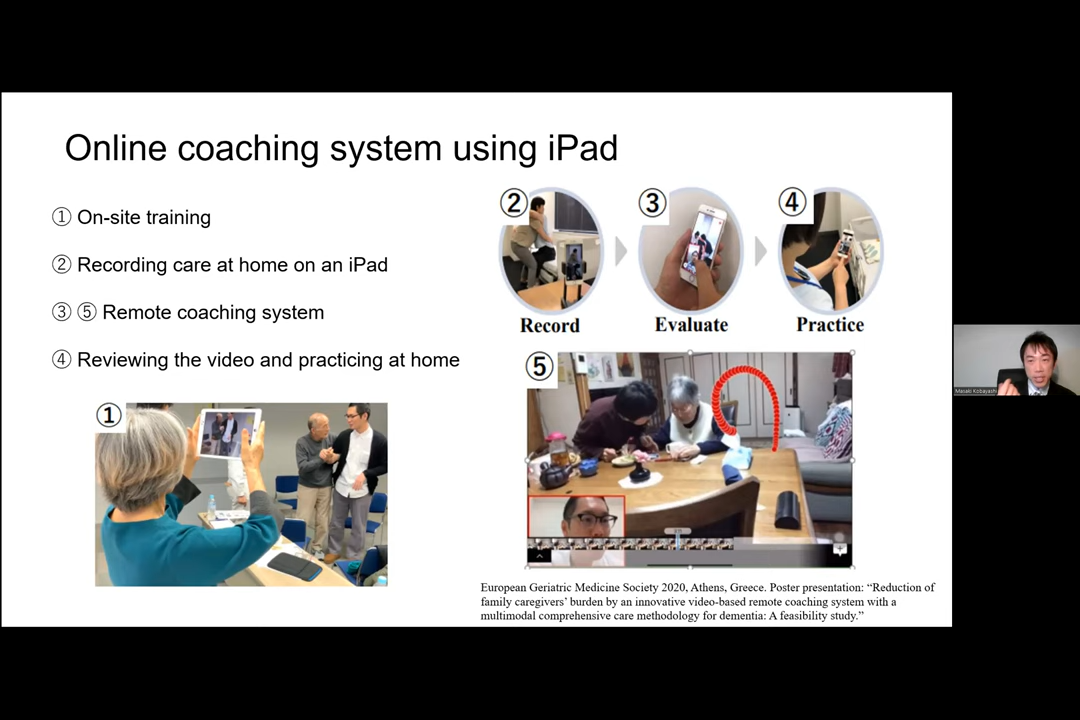 Online coaching system using iPad
① On-site training
② Recording care at home on an iPad
③ ⑤ Remote coaching system
④ Reviewing the video and practicing at home
①
②
③
④
Record
Evaluate
Practice
⑤
European Geriatric Medicine Society 2020, Athens, Greece. Poster presentation: “Reduction of
family caregivers’ burden by an innovative video-based remote coaching system with a
multimodal comprehensive care methodology for dementia: A feasibility study.”
Masaki Kobayashi